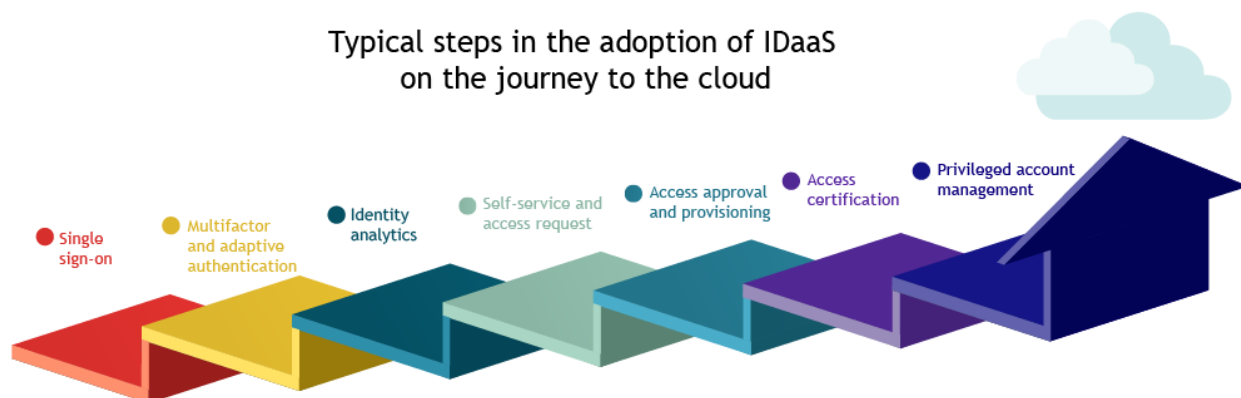 Typical steps in the adoption of IDaaS
on the journey to the cloud
Single
sign-on
Multifactor
and adaptive
authentication
Identity
analytics
Self-service and
access request
Access approval
and provisioning
Access
certification
Privileged account
management